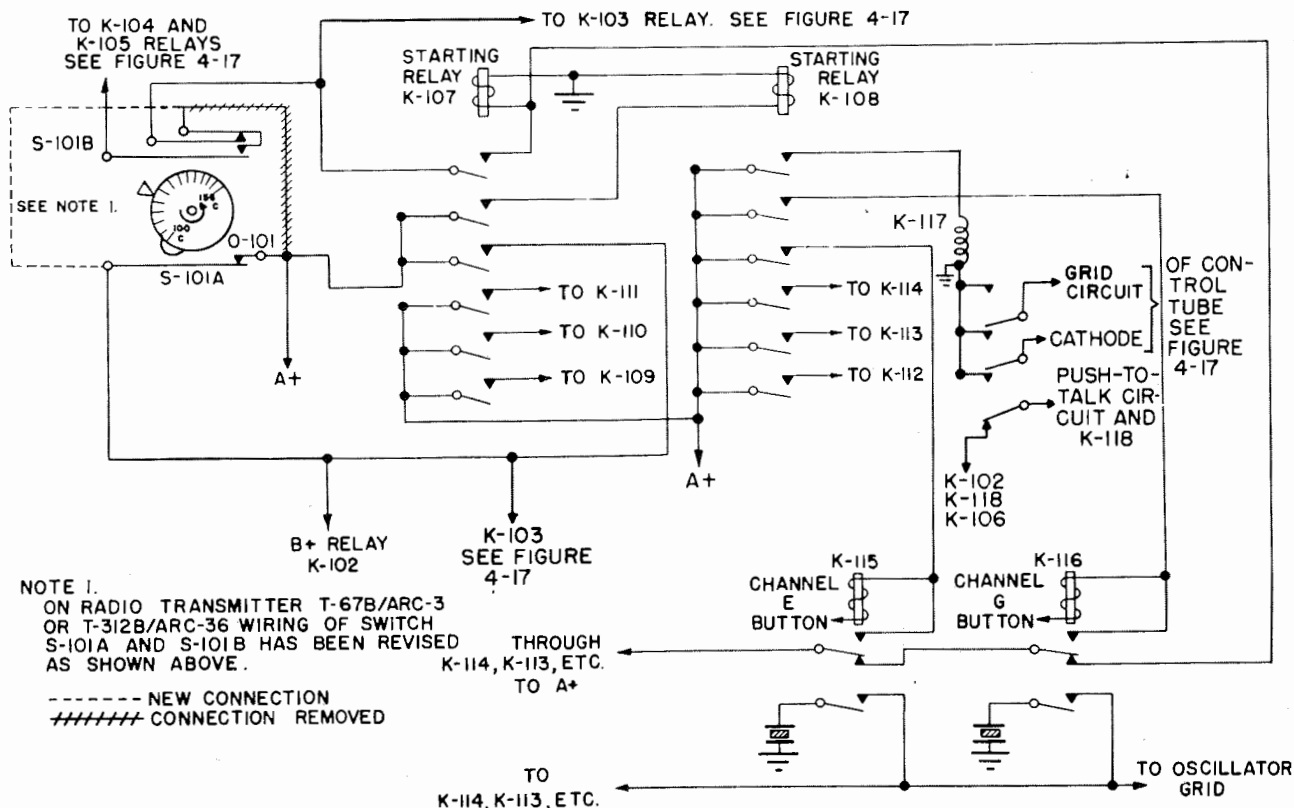 TO K-104 AND
K-105 RELAYS
SEE FIGURE 4-17
TO K-103 RELAY. SEE FIGURE 4-17
STARTING
RELAY
K-107
STARTING
RELAY
K-108
S-101B
SEE NOTE 1.
100
C
156
C
O-101
S-101A
A+
TO K-111
TO K-110
TO K-109
A+
K-117
TO K-114
TO K-113
TO K-112
GRID
CIRCUIT
CATHODE
OF CON-
TROL
TUBE
SEE
FIGURE
4-17
PUSH-TO-
TALK CIR-
CUIT AND
K-118
K-102
K-118
K-106
B+ RELAY
K-102
K-103
SEE FIGURE
4-17
K-115
CHANNEL
E
BUTTON
K-116
CHANNEL
G
BUTTON
NOTE 1.
ON RADIO TRANSMITTER T-67B/ARC-3
OR T-312B/ARC-36 WIRING OF SWITCH
S-101A AND S-101B HAS BEEN REVISED
AS SHOWN ABOVE.
NEW CONNECTION
CONNECTION REMOVED
THROUGH
K-114, K-113, ETC.
TO A+
TO
K-114, K-113, ETC.
TO OSCILLATOR
GRID